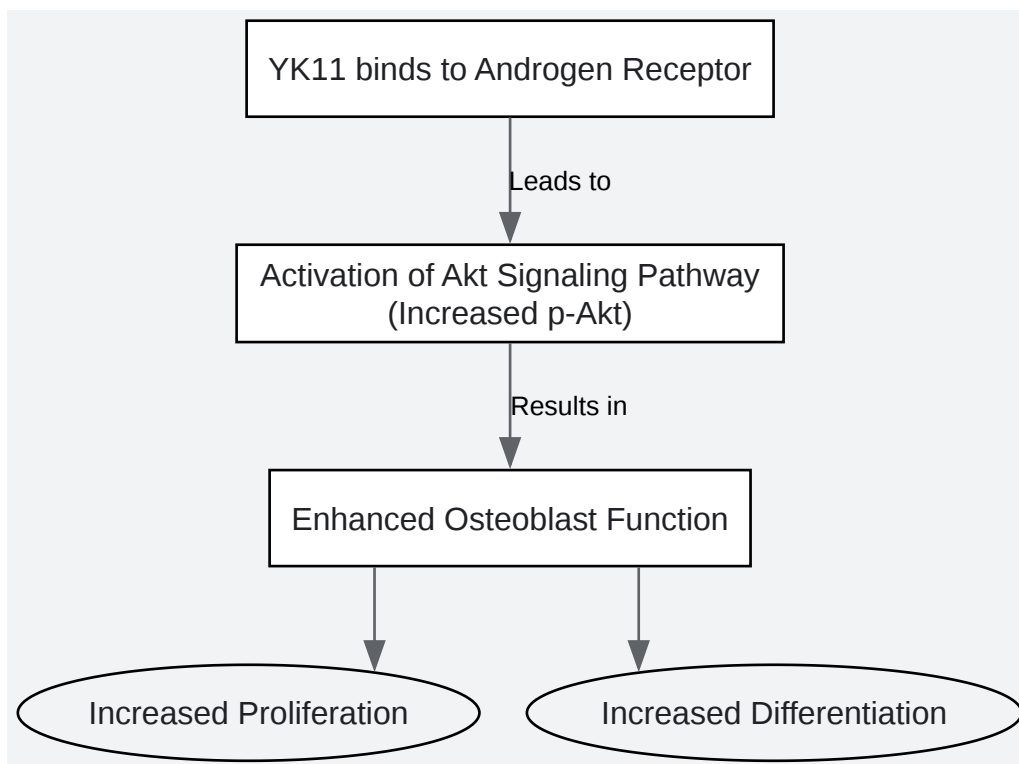 YK11 binds to Androgen Receptor
Leads to
Activation of Akt Signaling Pathway
(Increased p-Akt)
Results in
Enhanced Osteoblast Function
Increased Proliferation
Increased Differentiation